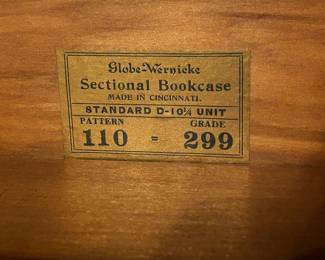 Globe-Wernicke
Sectional Bookcase
MADE IN CINCINNATI.
STANDARD D-10¼ UNIT
PATTERN GRADE
110 = 299